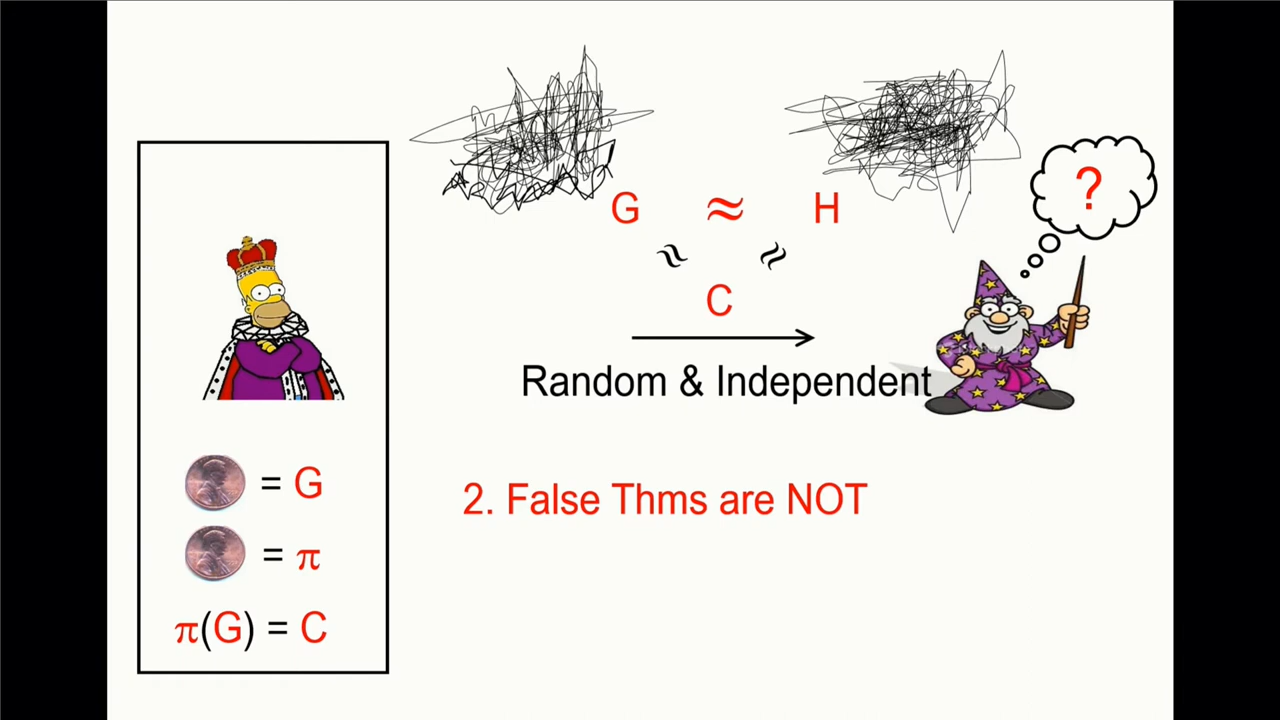 ?
G ≈ H
≈ ≈
C
Random & Independent
= G
= π
π(G) = C
2. False Thms are NOT